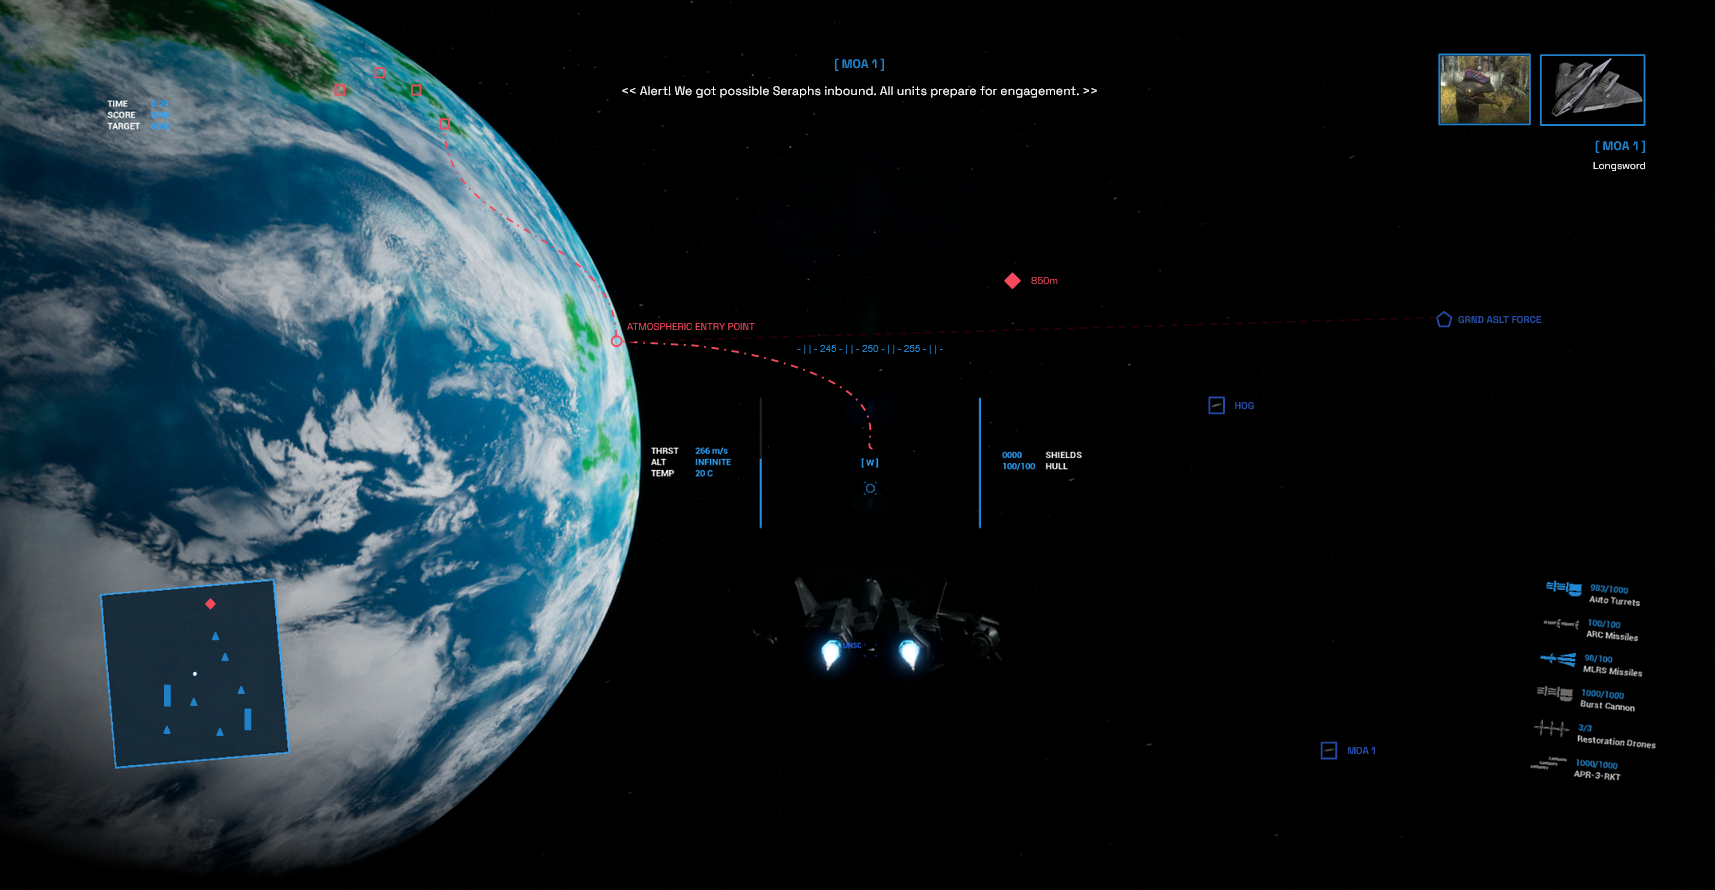 [ MOA 1 ]
<< Alert! We got possible Seraphs inbound. All units prepare for engagement. >>
TIME
SCORE
TARGET
[ MOA 1 ]
Longsword
850m
ATMOSPHERIC ENTRY POINT
GRND ASLT FORCE
-||- 245 -||- 250 -||- 255 -||-
HOG
THRST 266 m/s
ALT INFINITE
TEMP 20 C
[ W ]
0000 SHIELDS
100/100 HULL
UNSC
983/1000
Auto Turrets
100/100
ARC Missiles
98/100
MLRS Missiles
1000/1000
Burst Cannon
3/3
Restoration Drones
1000/1000
APR-3-RKT
MOA 1